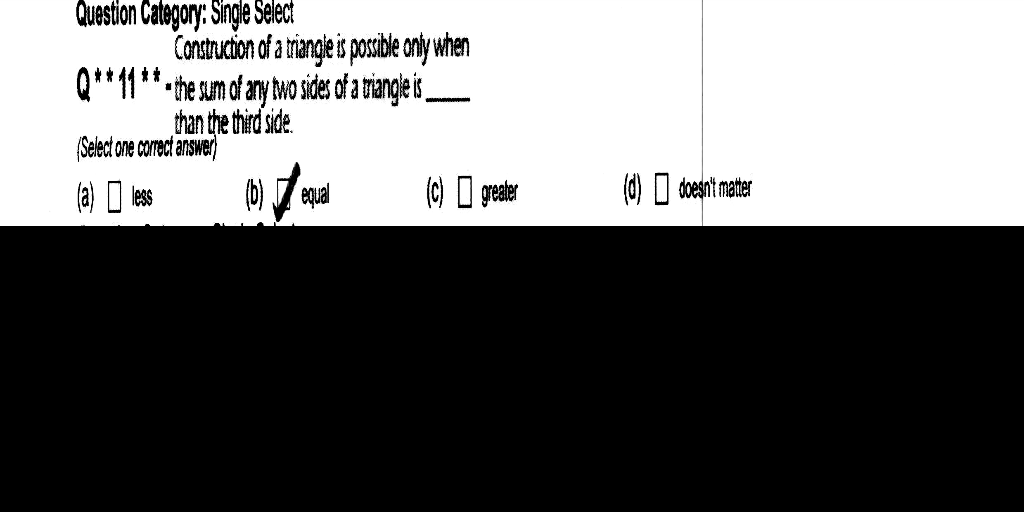 Question Category: Single Select
Q**11**- Construction of a triangle is possible only when
the sum of any two sides of a triangle is _____
than the third side.
(Select one correct answer)
(a) ☐ less (b) ☑ equal (c) ☐ greater (d) ☐ doesn't matter